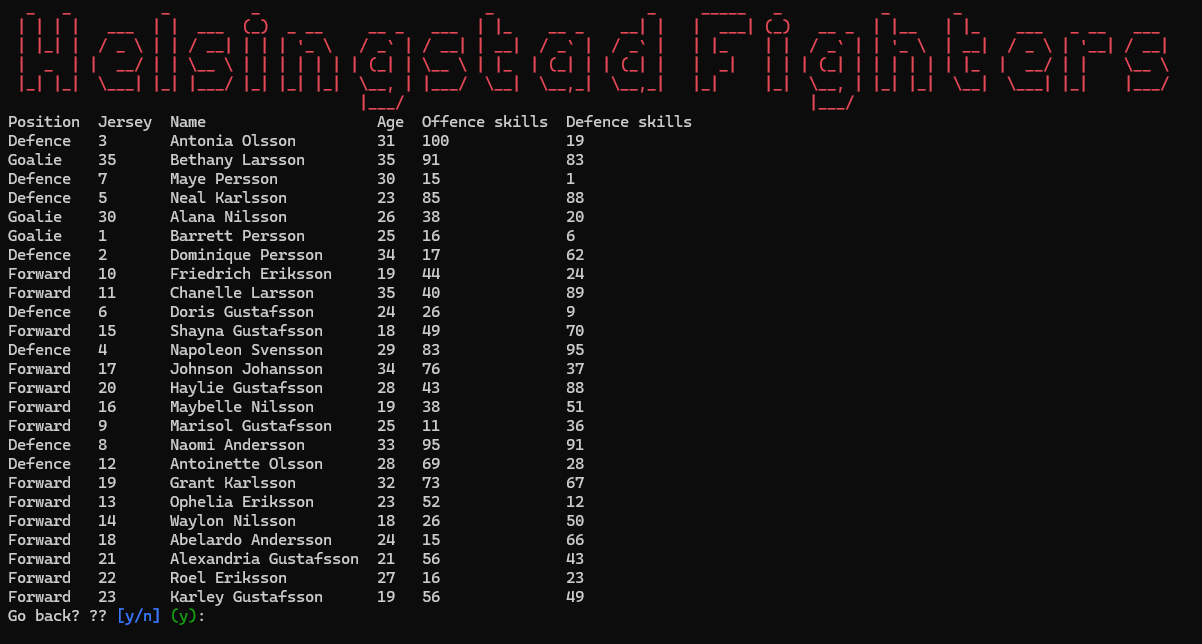 Helsingstad Fighters
Position Jersey Name Age Offence skills Defence skills
Defence 3 Antonia Olsson 31 100 19
Goalie 35 Bethany Larsson 35 91 83
Defence 7 Maye Persson 30 15 1
Defence 5 Neal Karlsson 23 85 88
Goalie 30 Alana Nilsson 26 38 20
Goalie 1 Barrett Persson 25 16 6
Defence 2 Dominique Persson 34 17 62
Forward 10 Friedrich Eriksson 19 44 24
Forward 11 Chanelle Larsson 35 40 89
Defence 6 Doris Gustafsson 24 26 9
Forward 15 Shayna Gustafsson 18 49 70
Defence 4 Napoleon Svensson 29 83 95
Forward 17 Johnson Johansson 34 76 37
Forward 20 Haylie Gustafsson 28 43 88
Forward 16 Maybelle Nilsson 19 38 51
Forward 9 Marisol Gustafsson 25 11 36
Defence 8 Naomi Andersson 33 95 91
Defence 12 Antoinette Olsson 28 69 28
Forward 19 Grant Karlsson 32 73 67
Forward 13 Ophelia Eriksson 23 52 12
Forward 14 Waylon Nilsson 18 26 50
Forward 18 Abelardo Andersson 24 15 66
Forward 21 Alexandria Gustafsson 21 56 43
Forward 22 Roel Eriksson 27 16 23
Forward 23 Karley Gustafsson 19 56 49
Go back? ?? [y/n] (y):